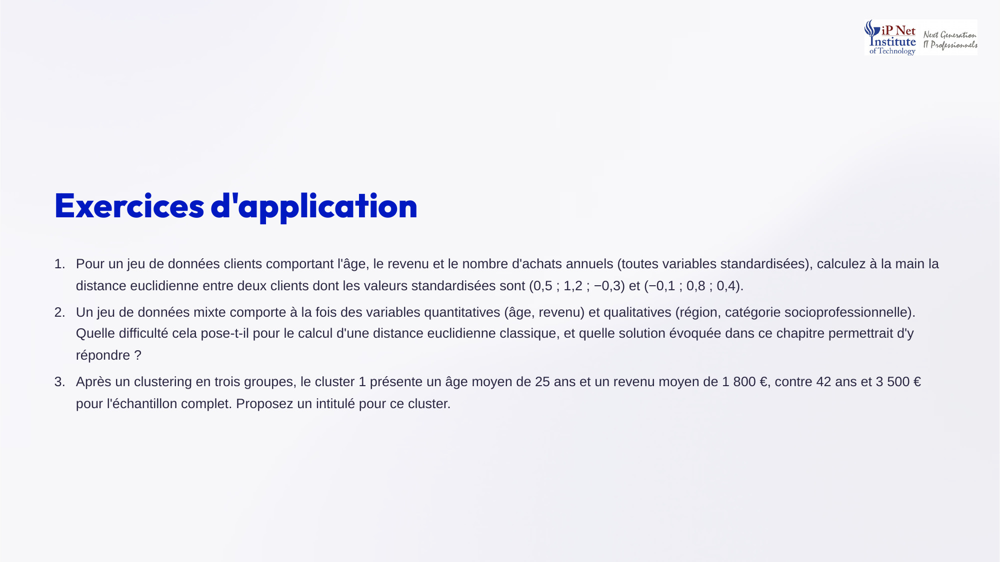 iP Net
Institute
of Technology
Next Generation
IT Professionnels
Exercices d'application
1. Pour un jeu de données clients comportant l'âge, le revenu et le nombre d'achats annuels (toutes variables standardisées), calculez à la main la
distance euclidienne entre deux clients dont les valeurs standardisées sont (0,5 ; 1,2 ; −0,3) et (−0,1 ; 0,8 ; 0,4).
2. Un jeu de données mixte comporte à la fois des variables quantitatives (âge, revenu) et qualitatives (région, catégorie socioprofessionnelle).
Quelle difficulté cela pose-t-il pour le calcul d'une distance euclidienne classique, et quelle solution évoquée dans ce chapitre permettrait d'y
répondre ?
3. Après un clustering en trois groupes, le cluster 1 présente un âge moyen de 25 ans et un revenu moyen de 1 800 €, contre 42 ans et 3 500 €
pour l'échantillon complet. Proposez un intitulé pour ce cluster.